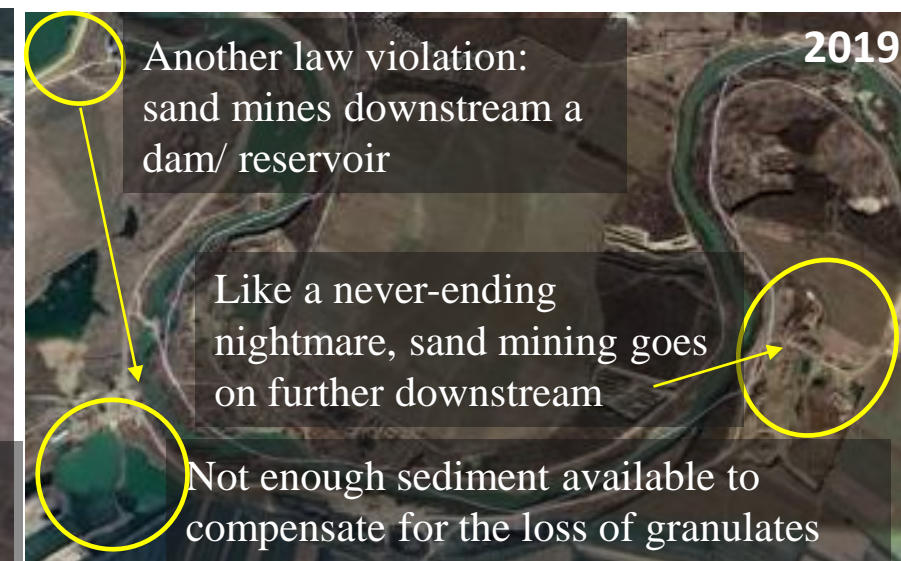 2019
Another law violation:
sand mines downstream a
dam/ reservoir
Like a never-ending
nightmare, sand mining goes
on further downstream
Not enough sediment available to
compensate for the loss of granulates